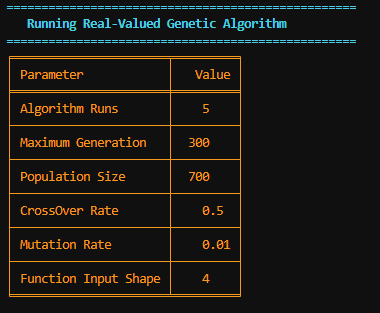 ==================================================
Running Real-Valued Genetic Algorithm
==================================================
Parameter Value
Algorithm Runs 5
Maximum Generation 300
Population Size 700
CrossOver Rate 0.5
Mutation Rate 0.01
Function Input Shape 4